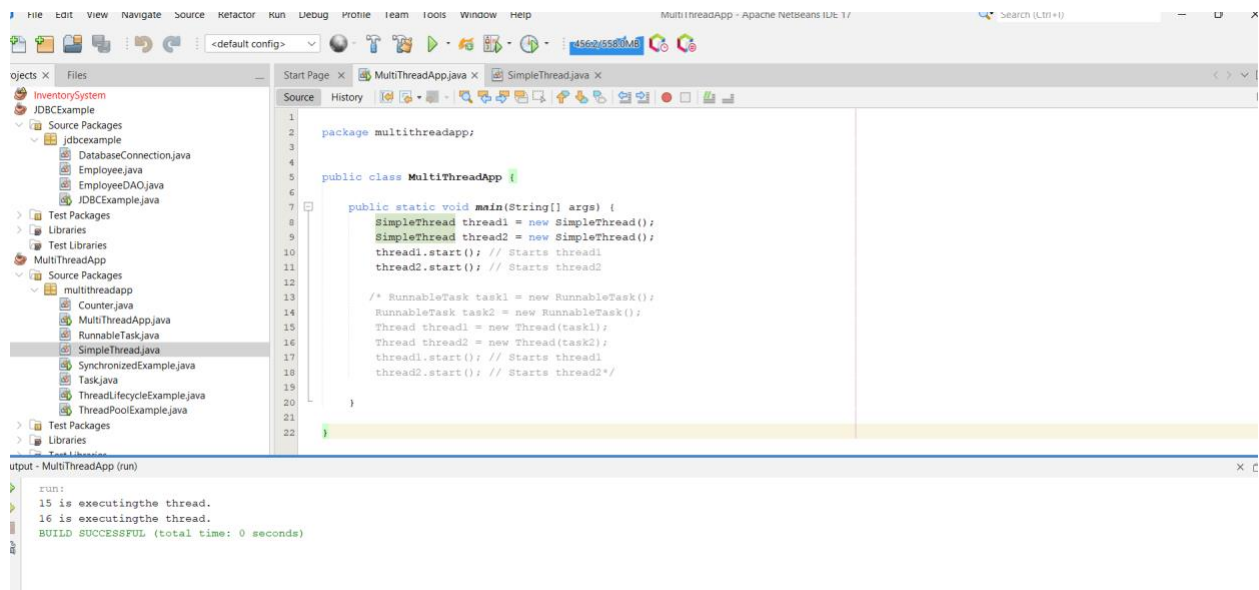 File Edit View Navigate Source Refactor Run Debug Profile Team Tools Window Help
MultiThreadApp - Apache NetBeans IDE 17
Search (Ctrl+I)
<default config>
456.2/558.0MB
ojects Files
Start Page MultiThreadApp.java SimpleThread.java
Source History
InventorySystem
JDBCExample
Source Packages
jdbcexample
DatabaseConnection.java
Employee.java
EmployeeDAO.java
JDBCExample.java
Test Packages
Libraries
Test Libraries
MultiThreadApp
Source Packages
multithreadapp
Counter.java
MultiThreadApp.java
RunnableTask.java
SimpleThread.java
SynchronizedExample.java
Task.java
ThreadLifecycleExample.java
ThreadPoolExample.java
Test Packages
Libraries
Test Libraries
1
2 package multithreadapp;
3
4
5 public class MultiThreadApp {
6
7 public static void main(String[] args) {
8 SimpleThread thread1 = new SimpleThread();
9 SimpleThread thread2 = new SimpleThread();
10 thread1.start(); // Starts thread1
11 thread2.start(); // Starts thread2
12
13 /* RunnableTask task1 = new RunnableTask();
14 RunnableTask task2 = new RunnableTask();
15 Thread thread1 = new Thread(task1);
16 Thread thread2 = new Thread(task2);
17 thread1.start(); // Starts thread1
18 thread2.start(); // Starts thread2*/
19
20 }
21
22 }
utput - MultiThreadApp (run)
run:
15 is executingthe thread.
16 is executingthe thread.
BUILD SUCCESSFUL (total time: 0 seconds)